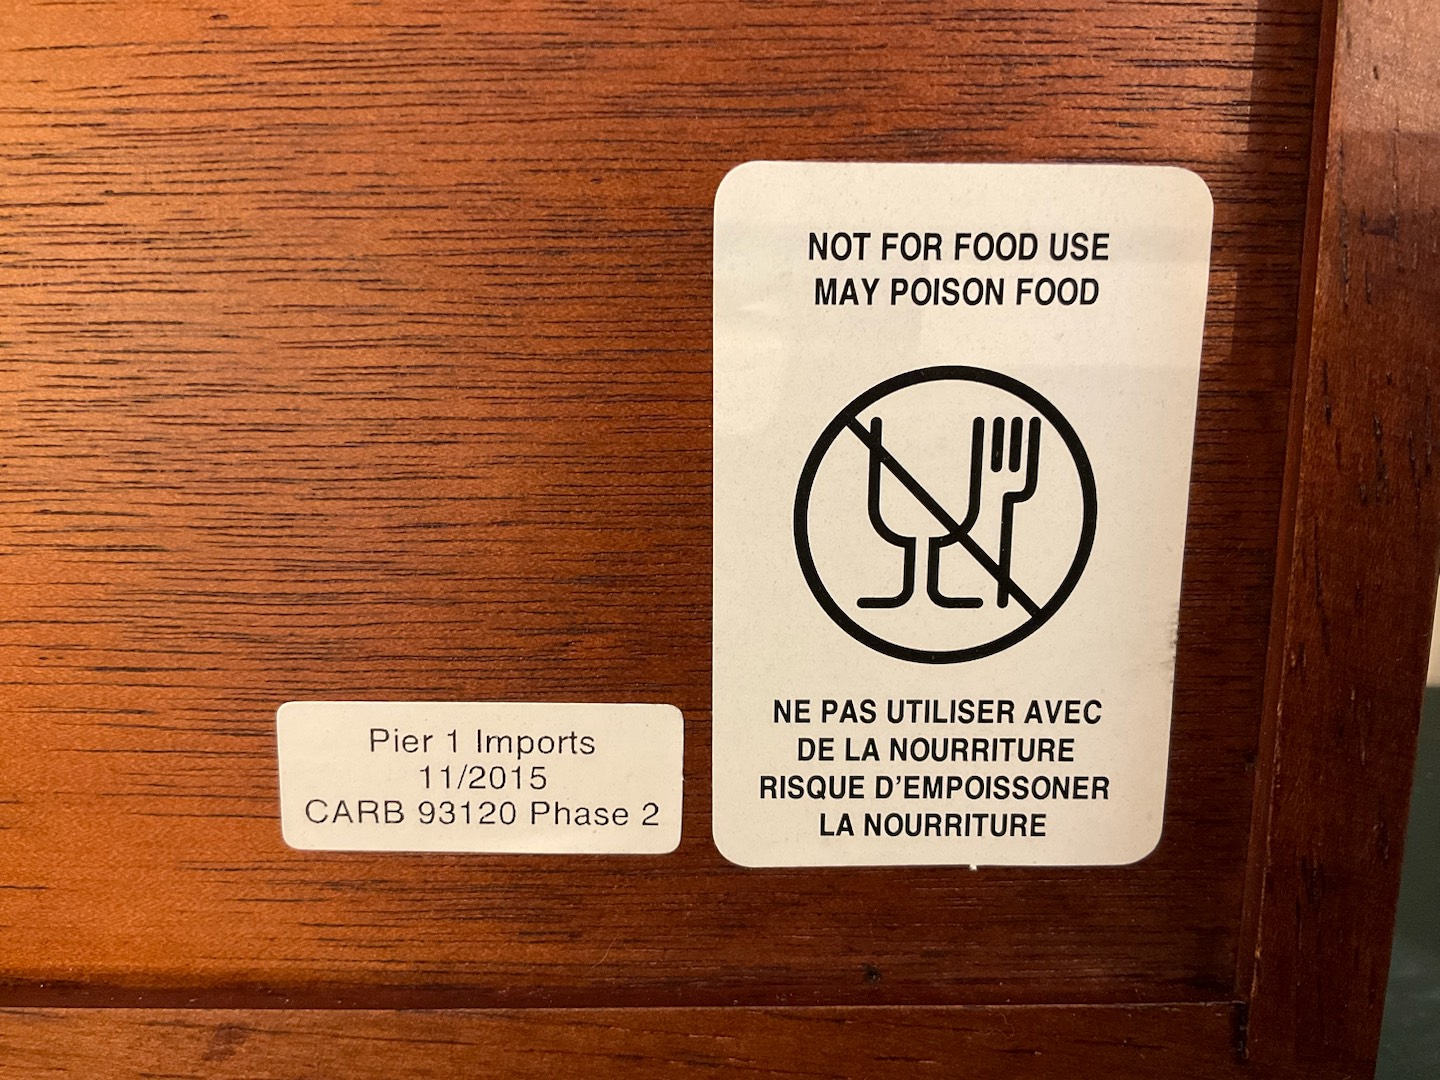 NOT FOR FOOD USE
MAY POISON FOOD
NE PAS UTILISER AVEC
DE LA NOURRITURE
RISQUE D'EMPOISSONER
LA NOURRITURE
Pier 1 Imports
11/2015
CARB 93120 Phase 2